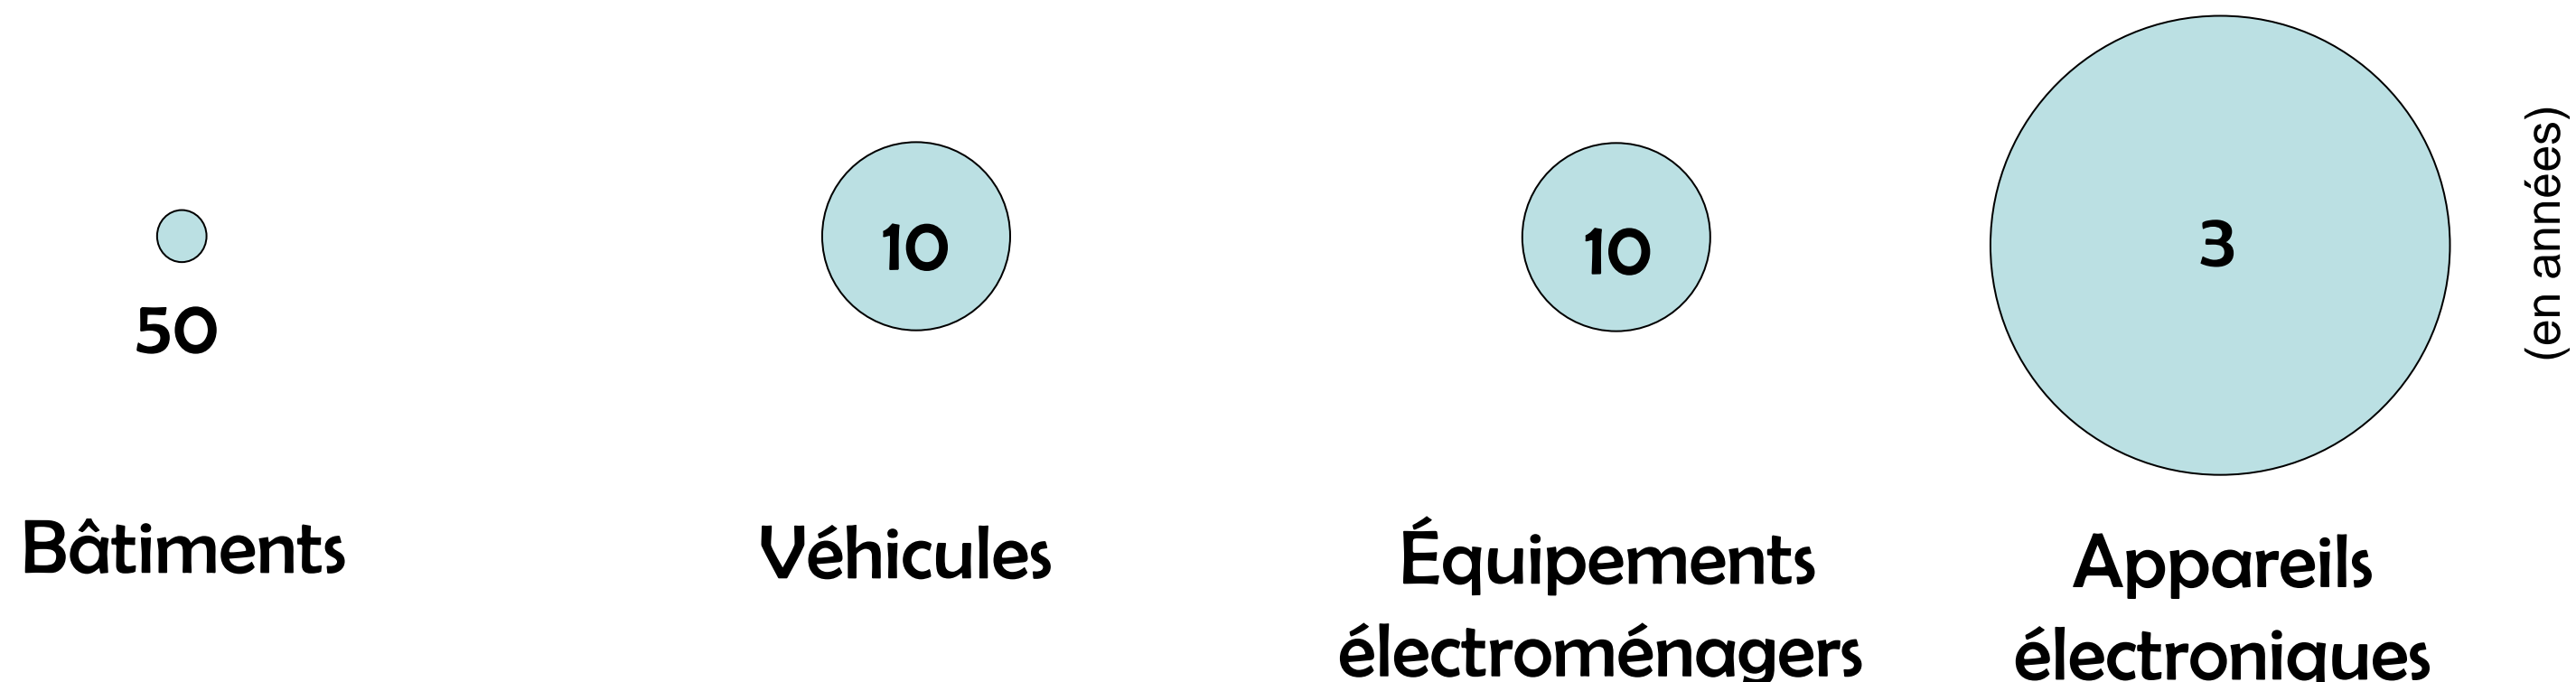 50
10
10
3
(en années)
Bâtiments
Véhicules
Équipements
électroménagers
Appareils
électroniques